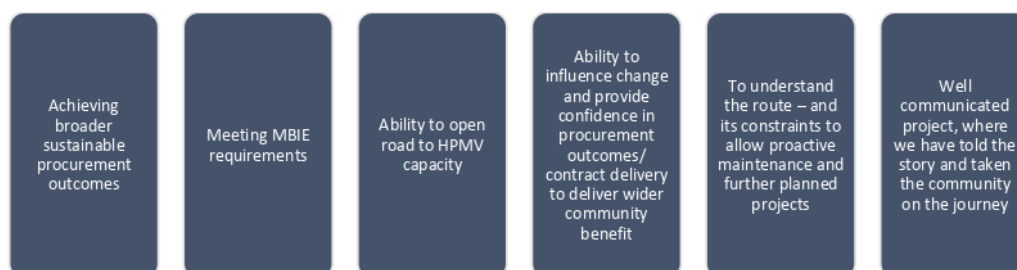 Achieving
broader
sustainable
procurement
outcomes
Meeting MBIE
requirements
Ability to open
road to HPMV
capacity
Ability to
influence change
and provide
confidence in
procurement
outcomes/
contract delivery
to deliver wider
community
benefit
To understand
the route – and
its constraints to
allow proactive
maintenance and
further planned
projects
Well
communicated
project, where
we have told the
story and taken
the community
on the journey